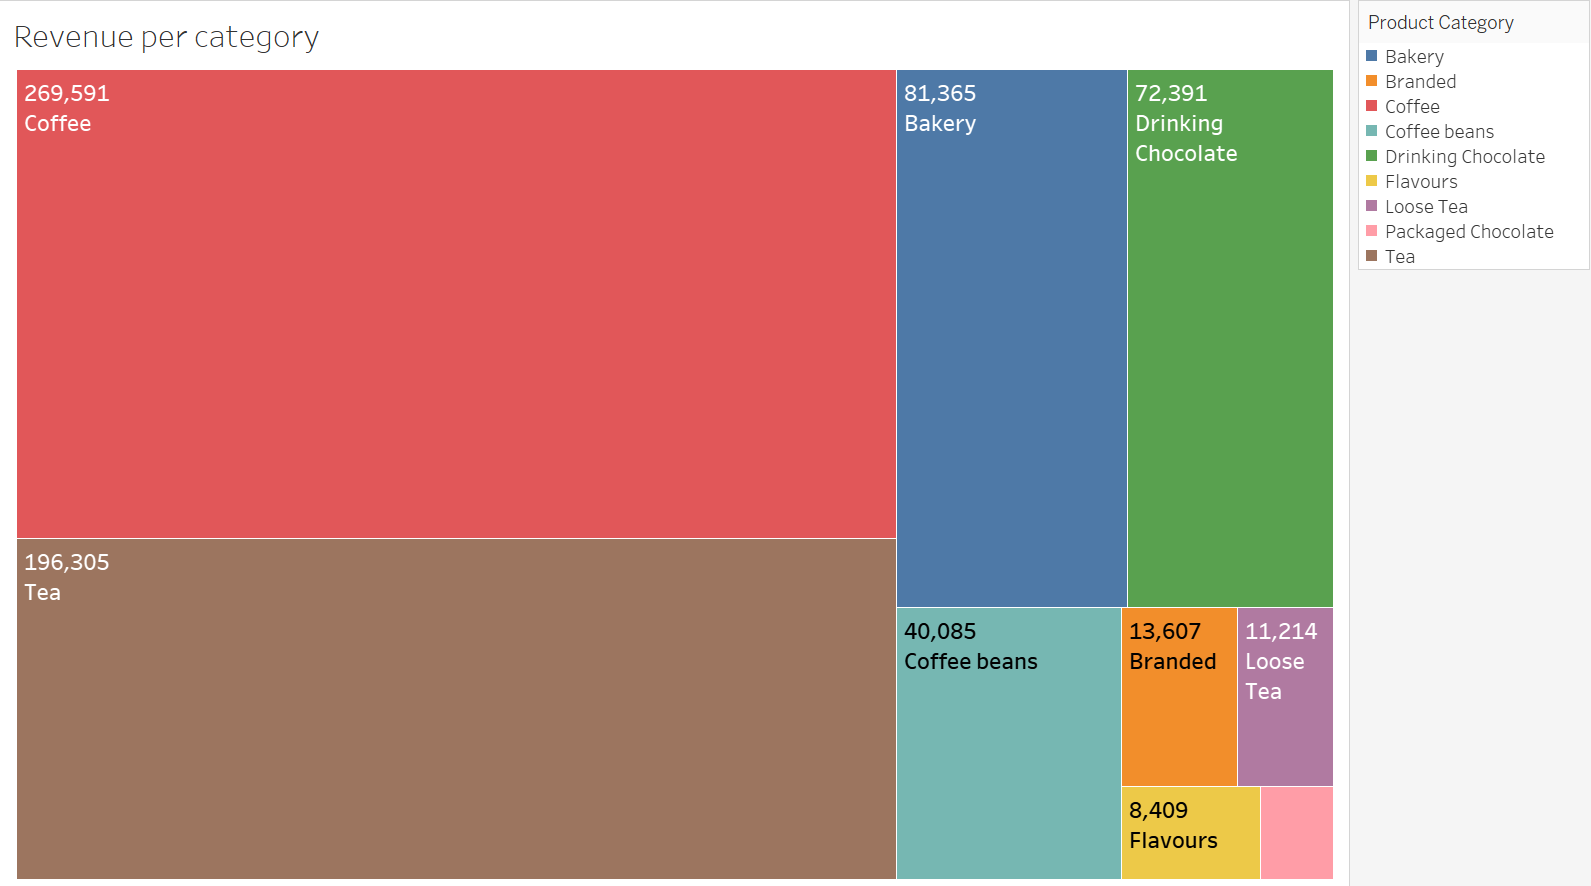 Revenue per category
269,591
Coffee
81,365
Bakery
72,391
Drinking
Chocolate
196,305
Tea
40,085
Coffee beans
13,607
Branded
11,214
Loose
Tea
8,409
Flavours
Product Category
Bakery
Branded
Coffee
Coffee beans
Drinking Chocolate
Flavours
Loose Tea
Packaged Chocolate
Tea